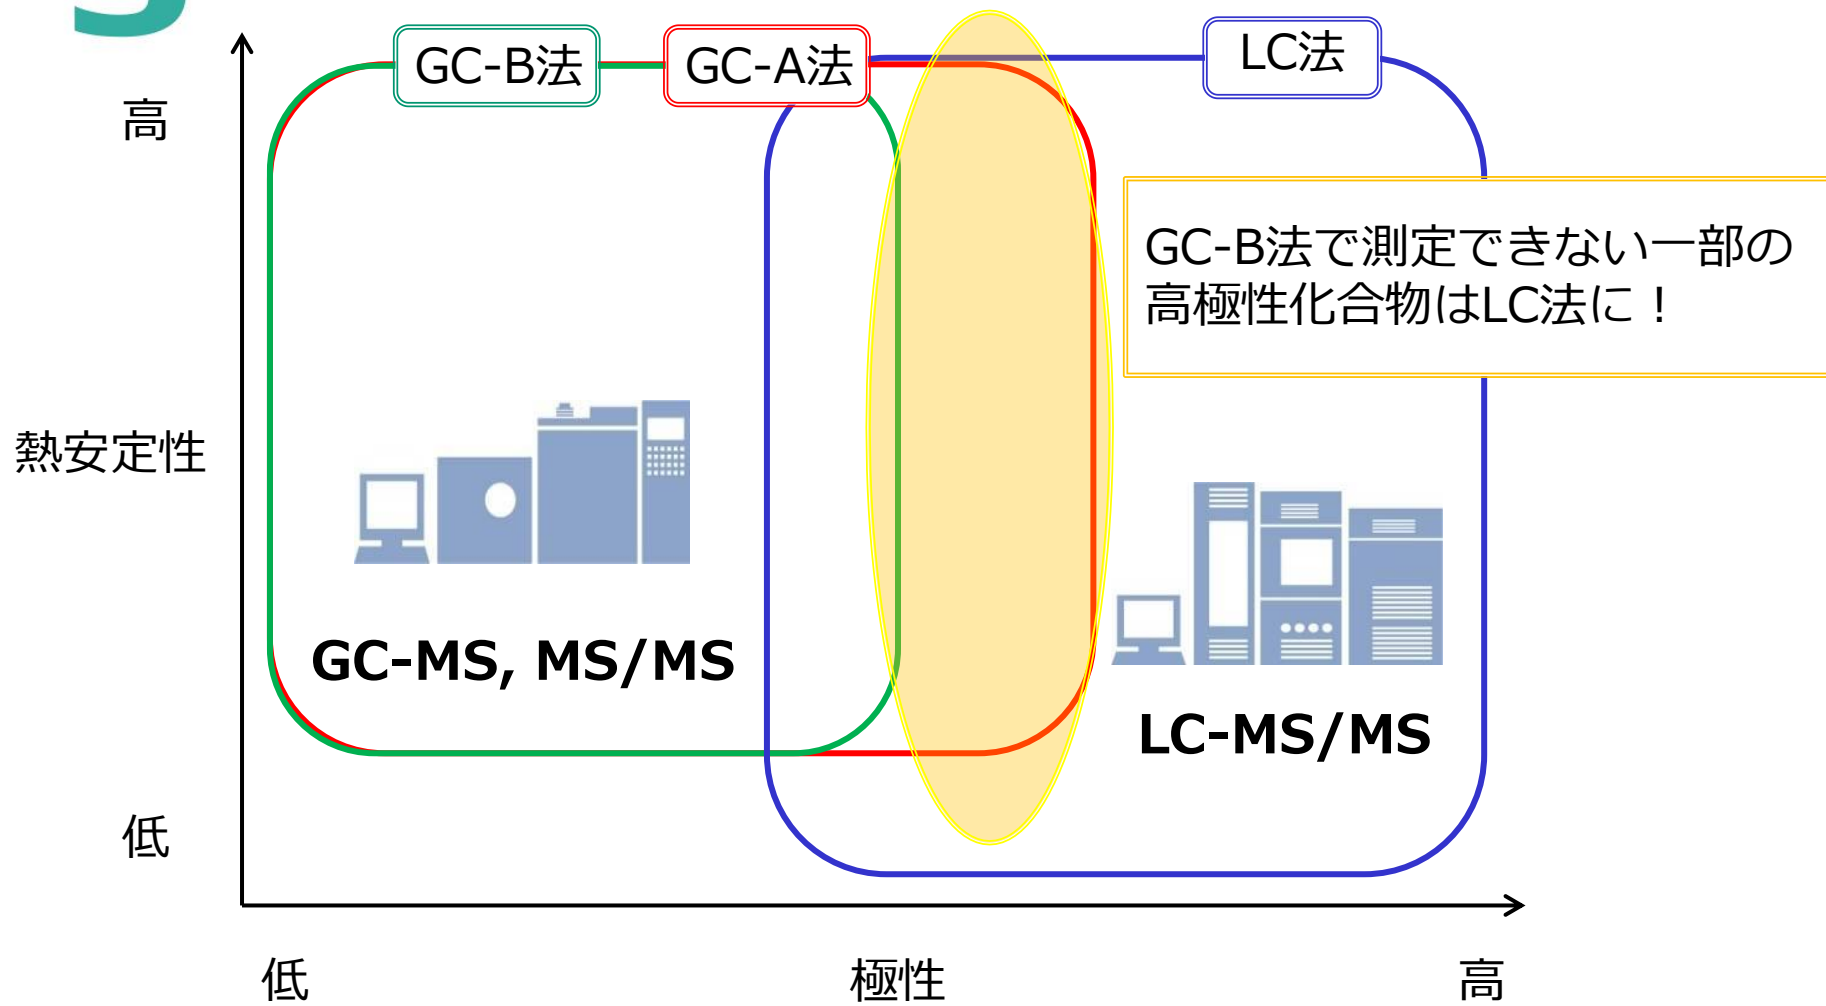 GC-B法
GC-A法
LC法
高
GC-B法で測定できない一部の
高極性化合物はLC法に！
熱安定性
GC-MS, MS/MS
LC-MS/MS
低
低
極性
高